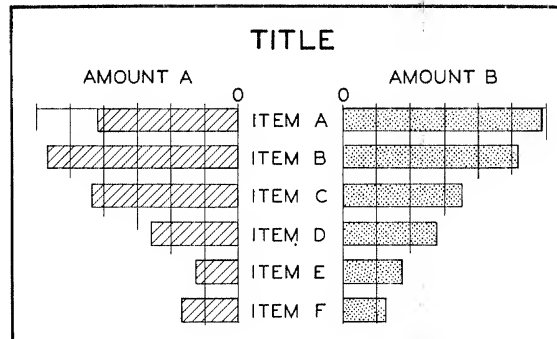 TITLE
AMOUNT A AMOUNT B
0 0
ITEM A
ITEM B
ITEM C
ITEM D
ITEM E
ITEM F